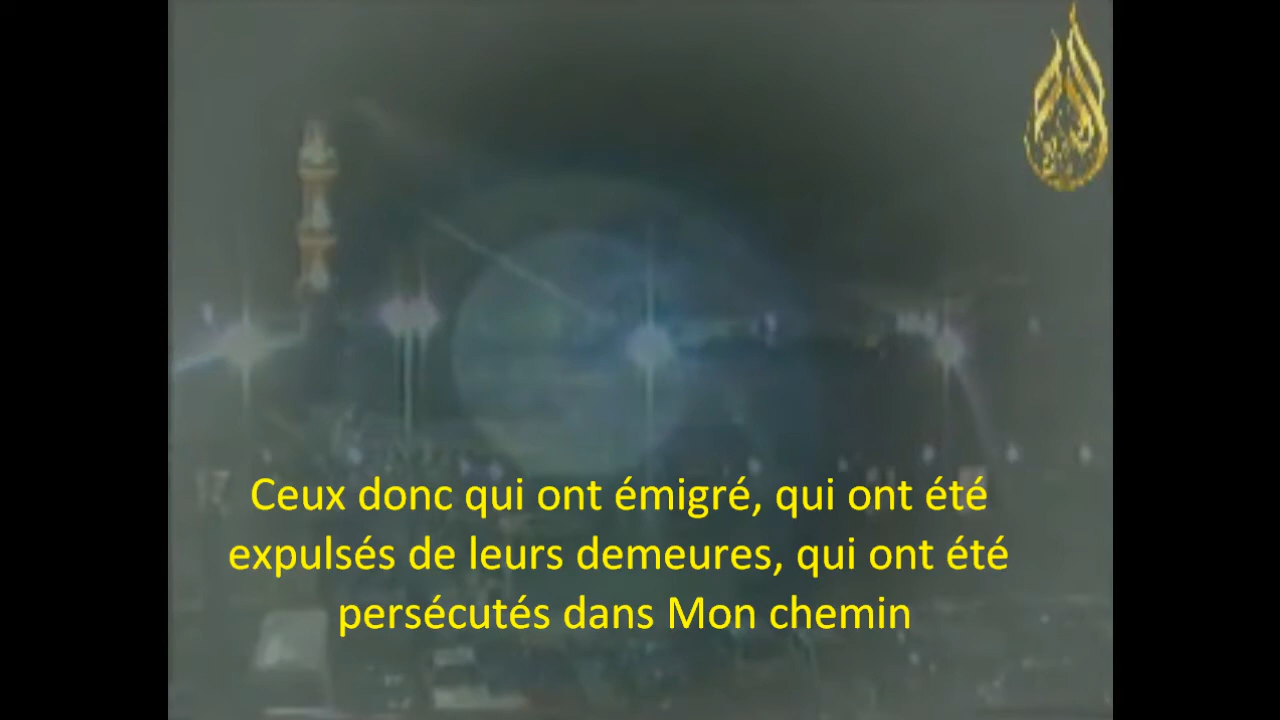 Ceux donc qui ont émigré, qui ont été
expulsés de leurs demeures, qui ont été
persécutés dans Mon chemin